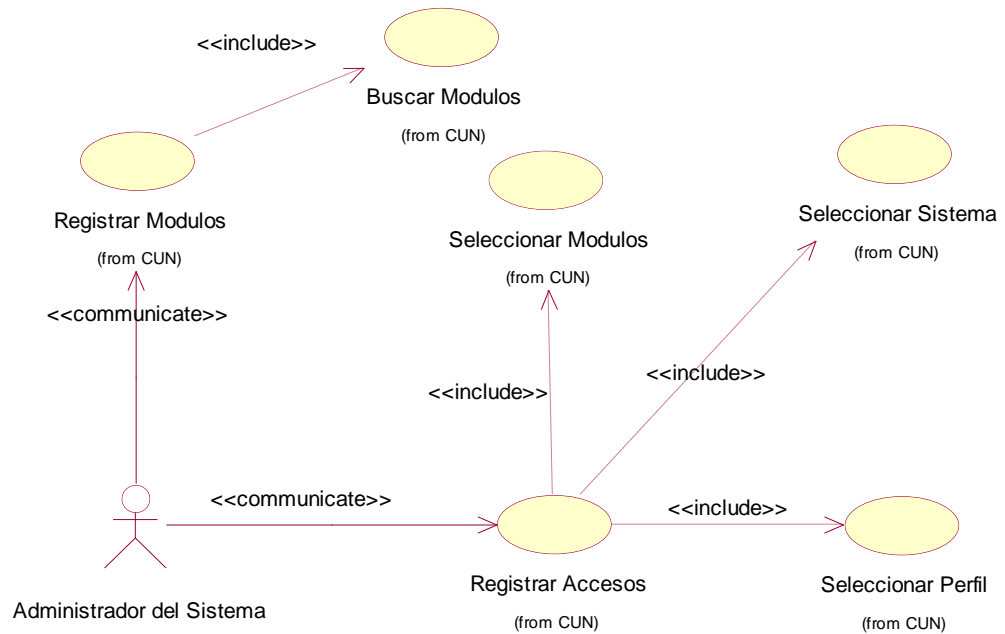 <<include>>
Buscar Modulos
(from CUN)
Registrar Modulos
(from CUN)
Seleccionar Modulos
(from CUN)
Seleccionar Sistema
(from CUN)
<<communicate>>
<<include>>
<<include>>
<<communicate>>
<<include>>
Administrador del Sistema
Registrar Accesos
(from CUN)
Seleccionar Perfil
(from CUN)